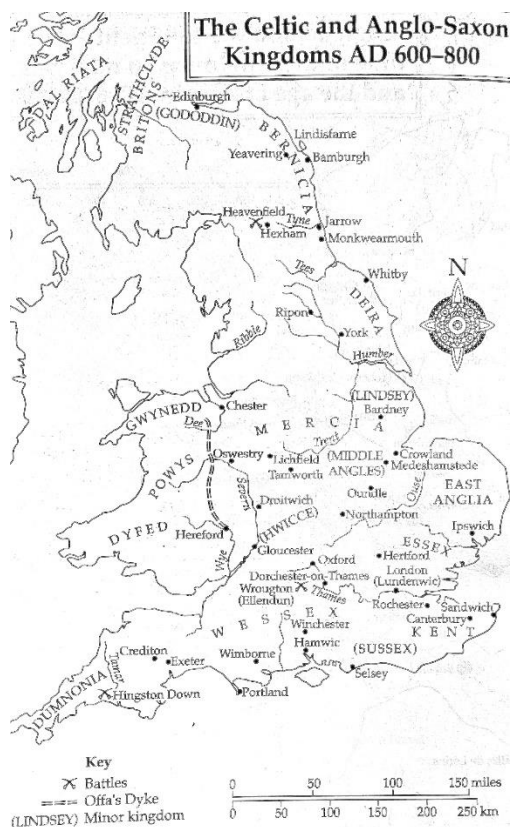 The Celtic and Anglo-Saxon
Kingdoms AD 600–800
DAL RIATA
STRATHCLYDE
BRITONS
Edinburgh
(GODODDIN)
BERNICIA
Lindisfarne
Yeavering
Bamburgh
Heavenfield
Tyne
Jarrow
Hexham
Monkwearmouth
Tees
Whitby
N
DEIRA
Ripon
York
Ribble
Humber
(LINDSEY)
Bardney
GWYNEDD
Chester
Dee
MERCIA
Trent
Oswestry
Lichfield
Tamworth
(MIDDLE
ANGLES)
Crowland
Medeshamstede
POWYS
Severn
Droitwich
Oundle
Ouse
EAST
ANGLIA
DYFED
Hereford
(HWICCE)
Northampton
Ipswich
Wye
Gloucester
Oxford
Hertford
ESSEX
Dorchester-on-Thames
London
(Lundenwic)
Wroughton
(Ellendun)
Thames
Rochester
Sandwich
Canterbury
WESSEX
Winchester
KENT
Hamwic
(SUSSEX)
Crediton
Exeter
Wimborne
Selsey
Tamar
DUMNONIA
Hingston Down
Portland
Key
Battles
Offa's Dyke
(LINDSEY) Minor kingdom
0 50 100 150 miles
0 50 100 150 200 250 km